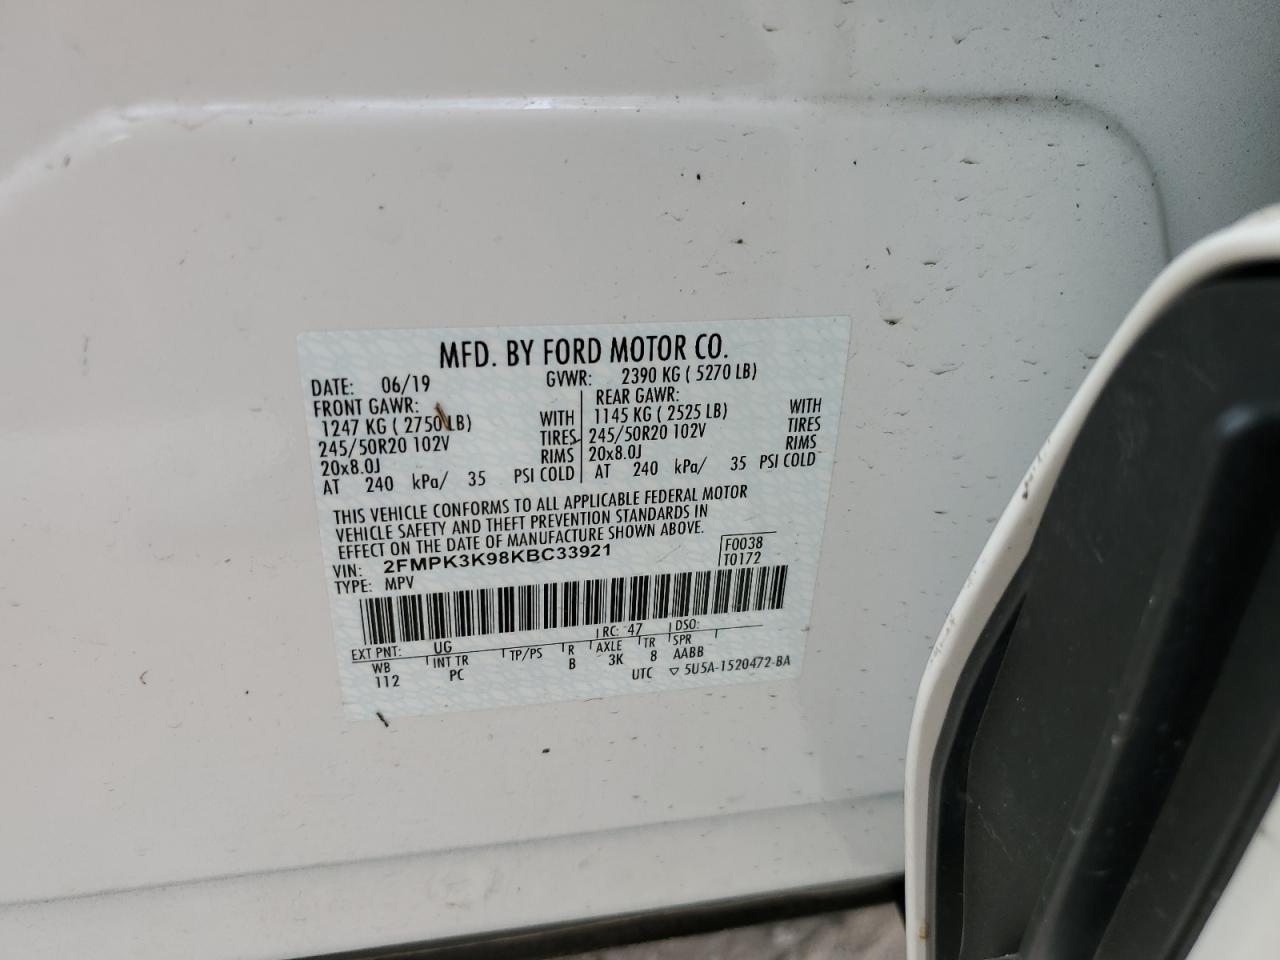 MFD. BY FORD MOTOR CO.
DATE: 06/19 GVWR: 2390 KG ( 5270 LB)
FRONT GAWR: REAR GAWR:
1247 KG ( 2750 LB) WITH 1145 KG ( 2525 LB) WITH
245/50R20 102V TIRES 245/50R20 102V TIRES
20x8.0J RIMS 20x8.0J RIMS
AT 240 kPa/ 35 PSI COLD AT 240 kPa/ 35 PSI COLD
THIS VEHICLE CONFORMS TO ALL APPLICABLE FEDERAL MOTOR
VEHICLE SAFETY AND THEFT PREVENTION STANDARDS IN
EFFECT ON THE DATE OF MANUFACTURE SHOWN ABOVE.
VIN: 2FMPK3K98KBC33921 F0038
TYPE: MPV T0172
EXT PNT: UG RC: 47 DSO:
WB INT TR TP/PS R AXLE TR SPR
112 PC B 3K 8 AABB
UTC ▽ 5U5A-1520472-BA